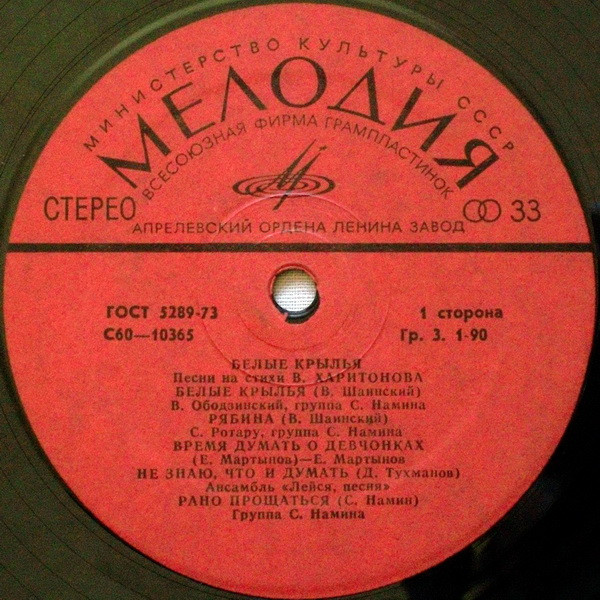 МИНИСТЕРСТВО КУЛЬТУРЫ СССР
МЕЛОДИЯ
ВСЕСОЮЗНАЯ ФИРМА ГРАМПЛАСТИНОК
СТЕРЕО
33
АПРЕЛЕВСКИЙ ОРДЕНА ЛЕНИНА ЗАВОД
ГОСТ 5289-73
1 сторона
С60—10365
Гр. 3. 1-90
БЕЛЫЕ КРЫЛЬЯ
Песни на стихи В. ХАРИТОНОВА
БЕЛЫЕ КРЫЛЬЯ (В. Шаинский)
В. Ободзинский, группа С. Намина
РЯБИНА (В. Шаинский)
С. Ротару, группа С. Намина
ВРЕМЯ ДУМАТЬ О ДЕВЧОНКАХ
(Е. Мартынов)—Е. Мартынов
НЕ ЗНАЮ, ЧТО И ДУМАТЬ (Д. Тухманов)
Ансамбль «Лейся, песня»
РАНО ПРОЩАТЬСЯ (С. Намин)
Группа С. Намина